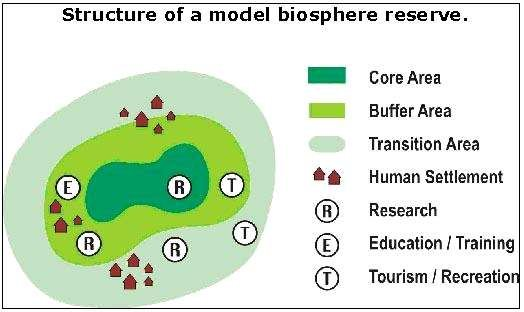 Structure of a model biosphere reserve.
Core Area
Buffer Area
Transition Area
Human Settlement
R Research
E Education / Training
T Tourism / Recreation
E
R
T
R
R
T